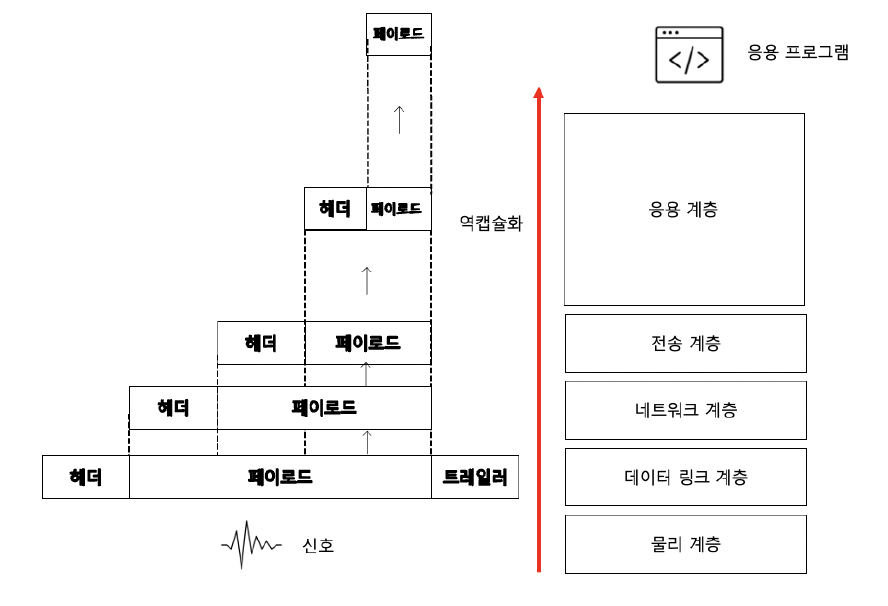 페이로드
</>
응용 프로그램
헤더 페이로드
역캡슐화
응용 계층
헤더 페이로드
전송 계층
헤더 페이로드
네트워크 계층
헤더 페이로드 트레일러
데이터 링크 계층
신호
물리 계층